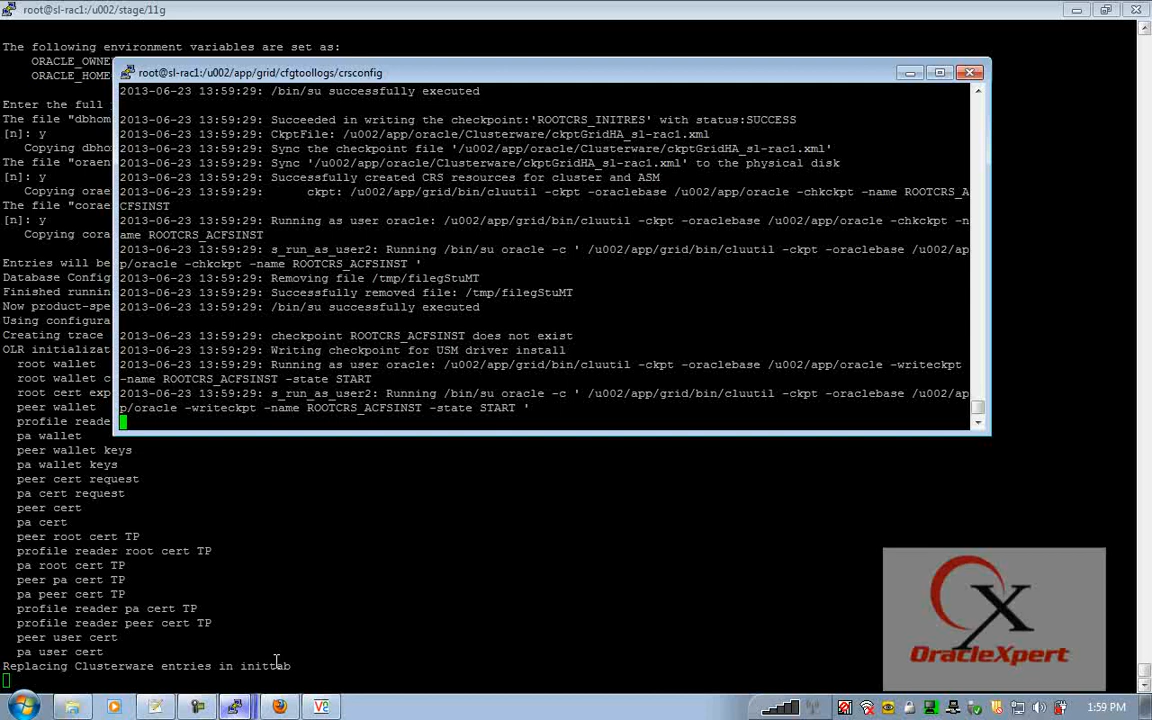 root@sl-rac1:/u002/stage/11g
The following environment variables are set as:
ORACLE_OWNE
ORACLE_HOME
Enter the full
The file "dbhom
[n]: y
Copying dbho
The file "oraen
[n]: y
Copying orae
The file "corae
[n]: y
Copying cora
Entries will be
Database Config
Finished runnin
Now product-spe
Using configura
Creating trace
OLR initializat
root wallet
root wallet c
root cert exp
peer wallet
profile reade
pa wallet
peer wallet keys
pa wallet keys
peer cert request
pa cert request
peer cert
pa cert
peer root cert TP
profile reader root cert TP
pa root cert TP
peer pa cert TP
pa peer cert TP
profile reader pa cert TP
profile reader peer cert TP
peer user cert
pa user cert
Replacing Clusterware entries in inittab
root@sl-rac1:/u002/app/grid/cfgtoollogs/crsconfig
2013-06-23 13:59:29: /bin/su successfully executed
2013-06-23 13:59:29: Succeeded in writing the checkpoint:'ROOTCRS_INITRES' with status:SUCCESS
2013-06-23 13:59:29: CkptFile: /u002/app/oracle/Clusterware/ckptGridHA_sl-rac1.xml
2013-06-23 13:59:29: Sync the checkpoint file '/u002/app/oracle/Clusterware/ckptGridHA_sl-rac1.xml'
2013-06-23 13:59:29: Sync '/u002/app/oracle/Clusterware/ckptGridHA_sl-rac1.xml' to the physical disk
2013-06-23 13:59:29: Successfully created CRS resources for cluster and ASM
2013-06-23 13:59:29:      ckpt: /u002/app/grid/bin/cluutil -ckpt -oraclebase /u002/app/oracle -chkckpt -name ROOTCRS_A
CFSINST
2013-06-23 13:59:29: Running as user oracle: /u002/app/grid/bin/cluutil -ckpt -oraclebase /u002/app/oracle -chkckpt -n
ame ROOTCRS_ACFSINST
2013-06-23 13:59:29: s_run_as_user2: Running /bin/su oracle -c ' /u002/app/grid/bin/cluutil -ckpt -oraclebase /u002/ap
p/oracle -chkckpt -name ROOTCRS_ACFSINST '
2013-06-23 13:59:29: Removing file /tmp/filegStuMT
2013-06-23 13:59:29: Successfully removed file: /tmp/filegStuMT
2013-06-23 13:59:29: /bin/su successfully executed
2013-06-23 13:59:29: checkpoint ROOTCRS_ACFSINST does not exist
2013-06-23 13:59:29: Writing checkpoint for USM driver install
2013-06-23 13:59:29: Running as user oracle: /u002/app/grid/bin/cluutil -ckpt -oraclebase /u002/app/oracle -writeckpt
-name ROOTCRS_ACFSINST -state START
2013-06-23 13:59:29: s_run_as_user2: Running /bin/su oracle -c ' /u002/app/grid/bin/cluutil -ckpt -oraclebase /u002/ap
p/oracle -writeckpt -name ROOTCRS_ACFSINST -state START '
OracleXpert
1:59 PM